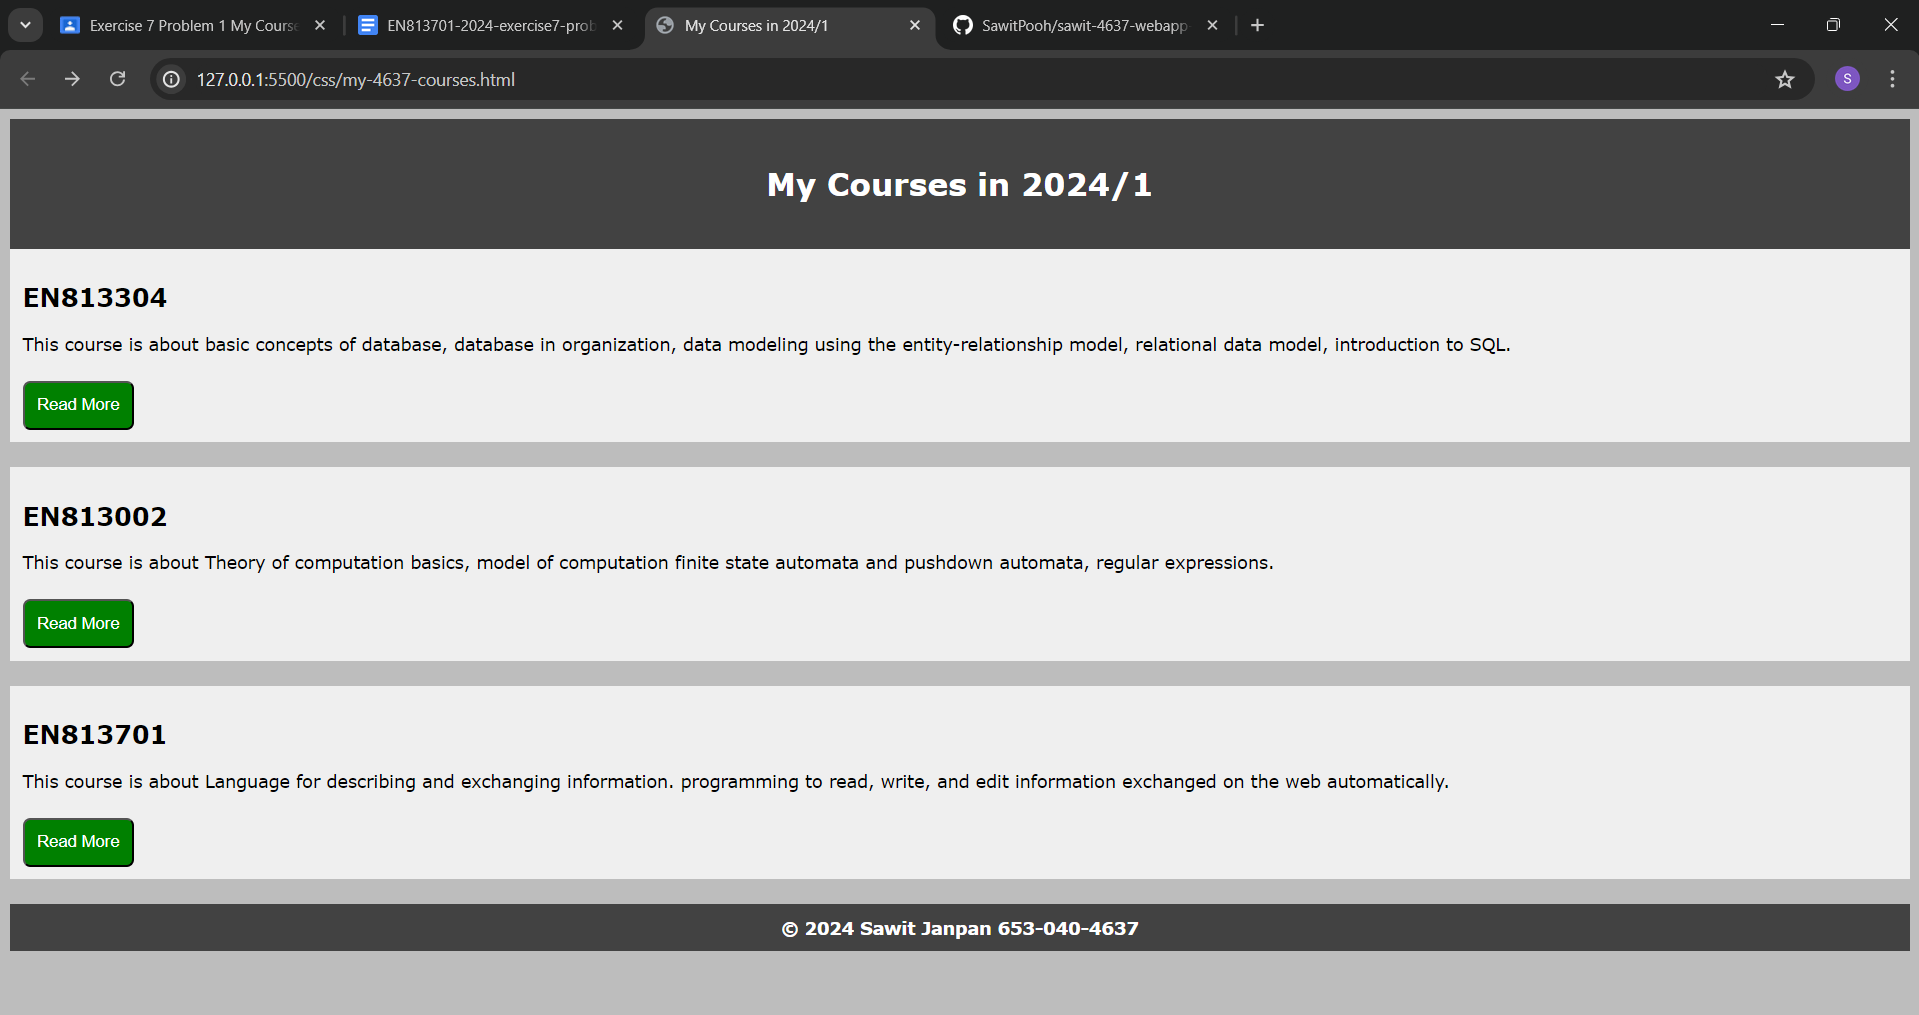 Exercise 7 Problem 1 My Course
EN813701-2024-exercise7-prob
My Courses in 2024/1
SawitPooh/sawit-4637-webapp
127.0.0.1:5500/css/my-4637-courses.html
S
My Courses in 2024/1
EN813304
This course is about basic concepts of database, database in organization, data modeling using the entity-relationship model, relational data model, introduction to SQL.
Read More
EN813002
This course is about Theory of computation basics, model of computation finite state automata and pushdown automata, regular expressions.
Read More
EN813701
This course is about Language for describing and exchanging information. programming to read, write, and edit information exchanged on the web automatically.
Read More
© 2024 Sawit Janpan 653-040-4637